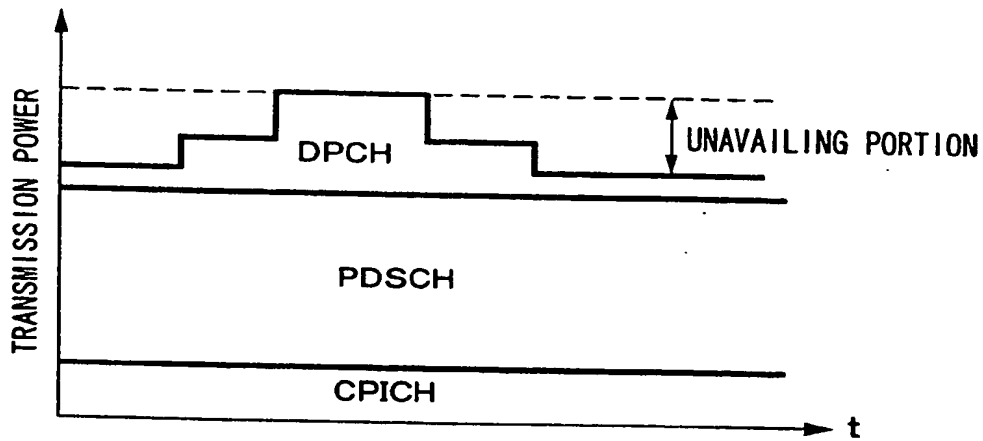 TRANSMISSION POWER
DPCH
UNAVAILING PORTION
PDSCH
CPICH
t